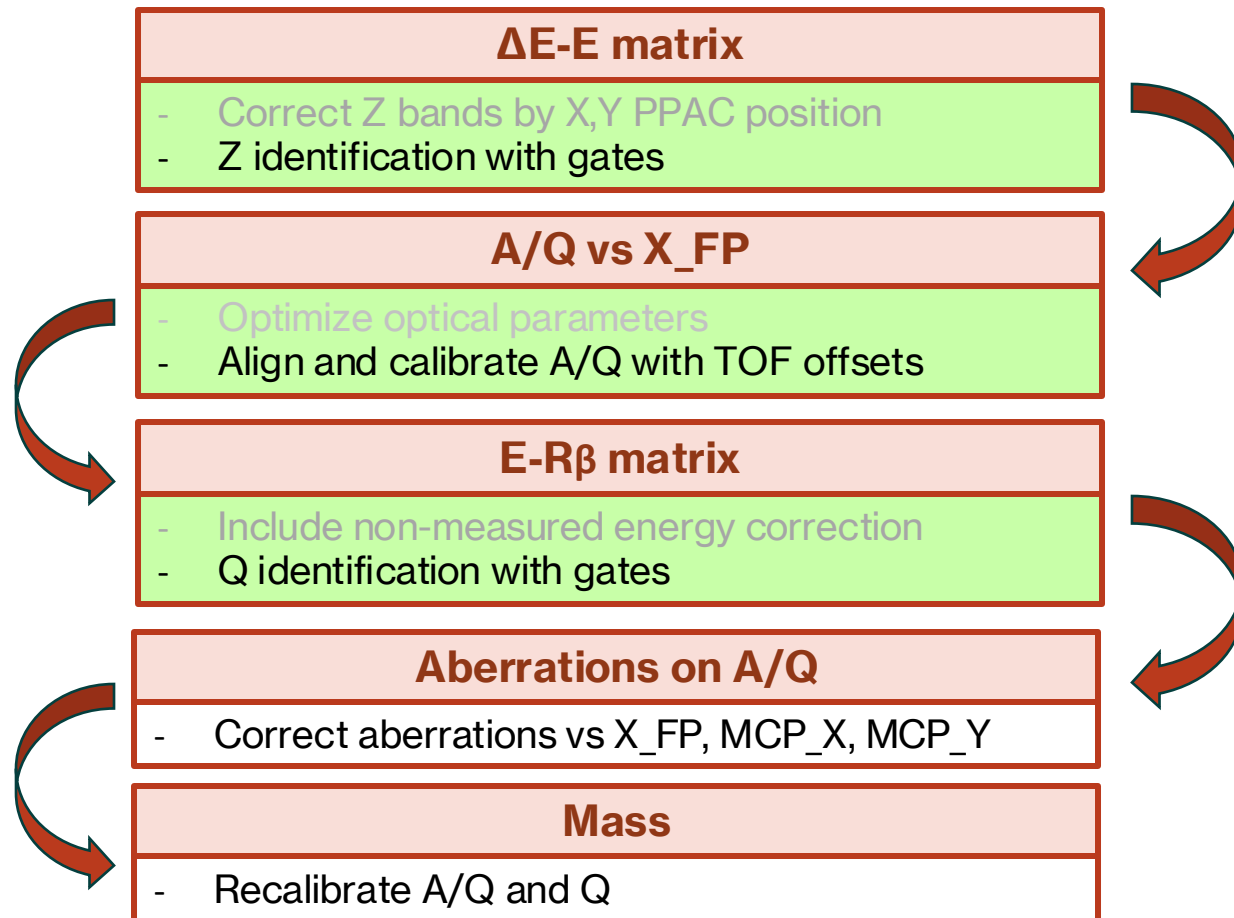 ΔE-E matrix
- Correct Z bands by X,Y PPAC position
- Z identification with gates
A/Q vs X_FP
- Optimize optical parameters
- Align and calibrate A/Q with TOF offsets
E-Rβ matrix
- Include non-measured energy correction
- Q identification with gates
Aberrations on A/Q
- Correct aberrations vs X_FP, MCP_X, MCP_Y
Mass
- Recalibrate A/Q and Q